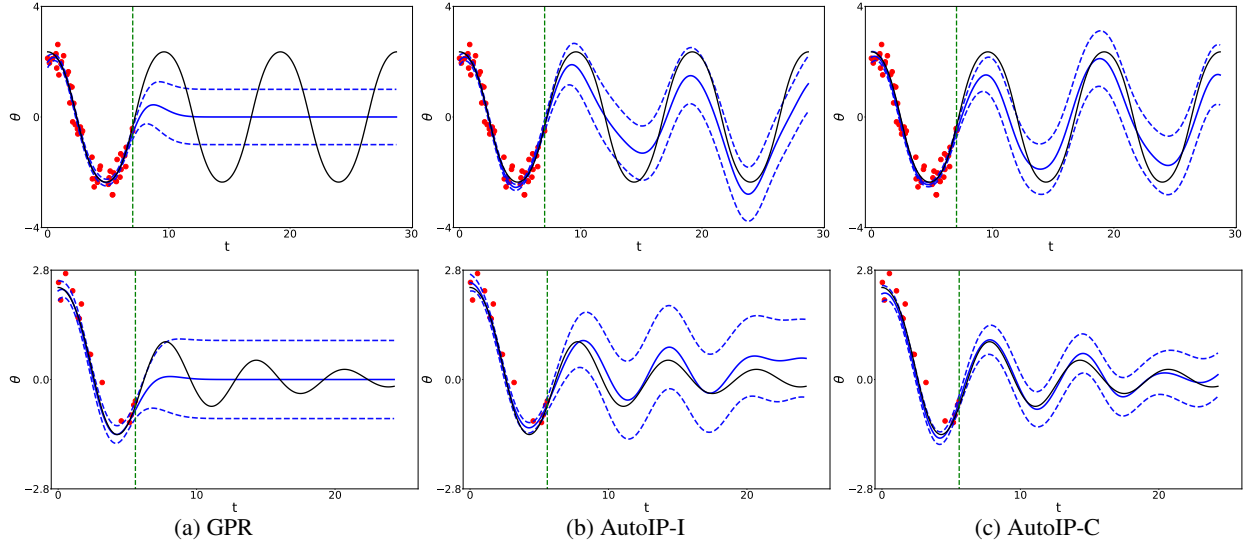 4 0 −4 θ 0 10 20 30 t
0 10 20 30 t 4 0 −4 θ
4 0 −4 θ 0 10 20 30 t
2.8 0.0 −2.8 θ 0 10 20 t
2.8 0.0 −2.8 θ 0 10 20 t
2.8 0.0 −2.8 θ 0 10 20 t
(a) GPR
(b) AutoIP-I
(c) AutoIP-C